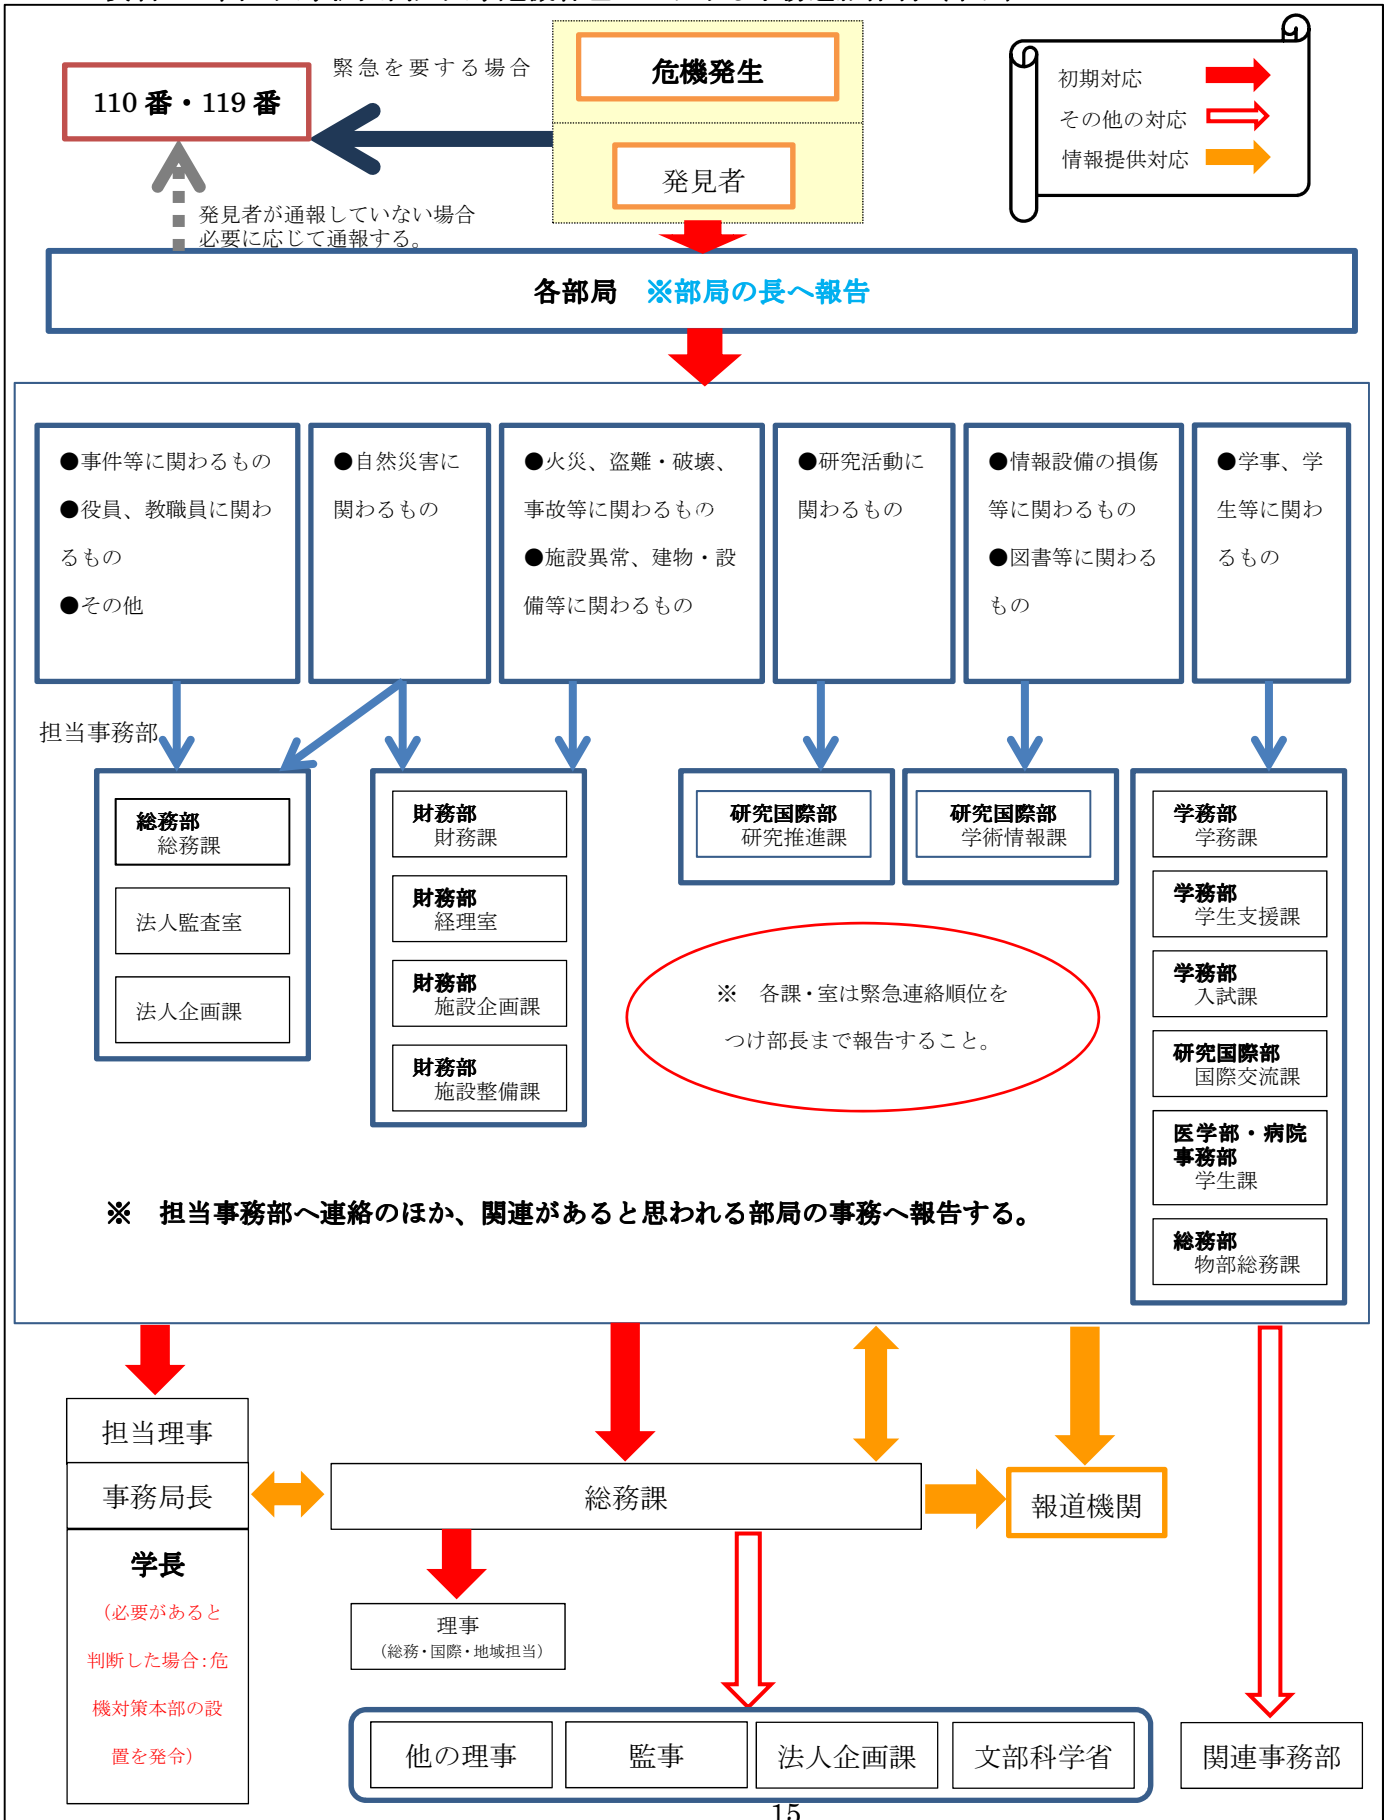 緊急を要する場合
危機発生
110 番・119 番
発見者
初期対応
その他の対応
情報提供対応
発見者が通報していない場合
必要に応じて通報する。
各部局　※部局の長へ報告
●事件等に関わるもの
●役員、教職員に関わ
るもの
●その他
●自然災害に
関わるもの
●火災、盗難・破壊、
事故等に関わるもの
●施設異常、建物・設
備等に関わるもの
●研究活動に
関わるもの
●情報設備の損傷
等に関わるもの
●図書等に関わる
もの
●学事、学
生等に関わ
るもの
担当事務部
総務部
総務課
法人監査室
法人企画課
財務部
財務課
財務部
経理室
財務部
施設企画課
財務部
施設整備課
研究国際部
研究推進課
研究国際部
学術情報課
学務部
学務課
学務部
学生支援課
学務部
入試課
研究国際部
国際交流課
医学部・病院
事務部
学生課
総務部
物部総務課
※　各課・室は緊急連絡順位を
つけ部長まで報告すること。
※　担当事務部へ連絡のほか、関連があると思われる部局の事務へ報告する。
担当理事
事務局長
学長
（必要があると
判断した場合:危
機対策本部の設
置を発令）
総務課
報道機関
理事
（総務・国際・地域担当）
他の理事
監事
法人企画課
文部科学省
関連事務部
15